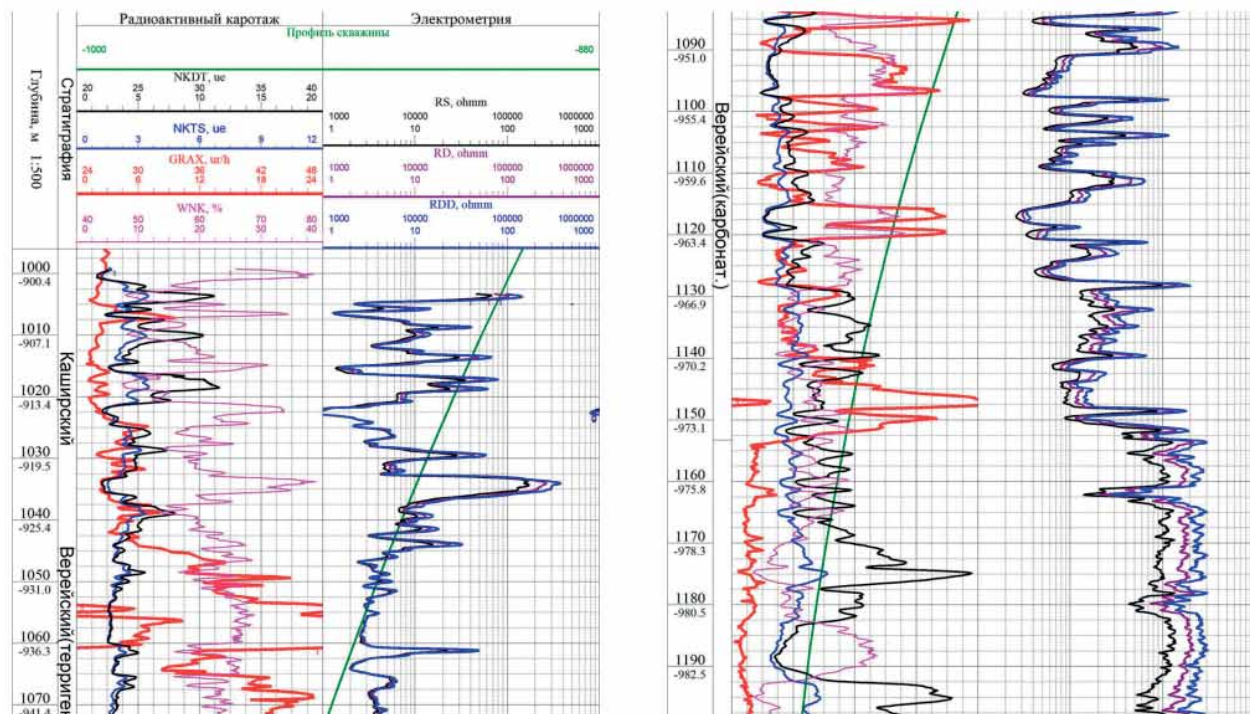 Радиоактивный каротаж Электрометрия
Профиль скважины
-1000 -880
Глубина, м 1:500
Стратиграфия
NKDT, ue
20 30 10 15 40
0 5 10 15 20
NKTS, ue
0 3 6 9 12
GRAX, ur/h
24 30 36 42 48
0 6 12 18 24
WNK, %
40 50 60 70 80
0 10 20 30 40
RS, ohmm
1000 10000 100000 1000000
1 10 100 1000
RD, ohmm
1000 10000 100000 1000000
1 10 100 1000
RDD, ohmm
1000 10000 100000 1000000
1 10 100 1000
1000
-900.4
1010
-907.1
1020
-913.4
1030
-919.5
1040
-925.4
1050
-931.0
1060
-936.3
1070
Каширский
Верейский(терриген
1090
-951.0
1100
-955.4
1110
-959.6
1120
-963.4
1130
-966.9
1140
-970.2
1150
-973.1
1160
-975.8
1170
-978.3
1180
-980.5
1190
-982.5
Верейский(карбонат.)